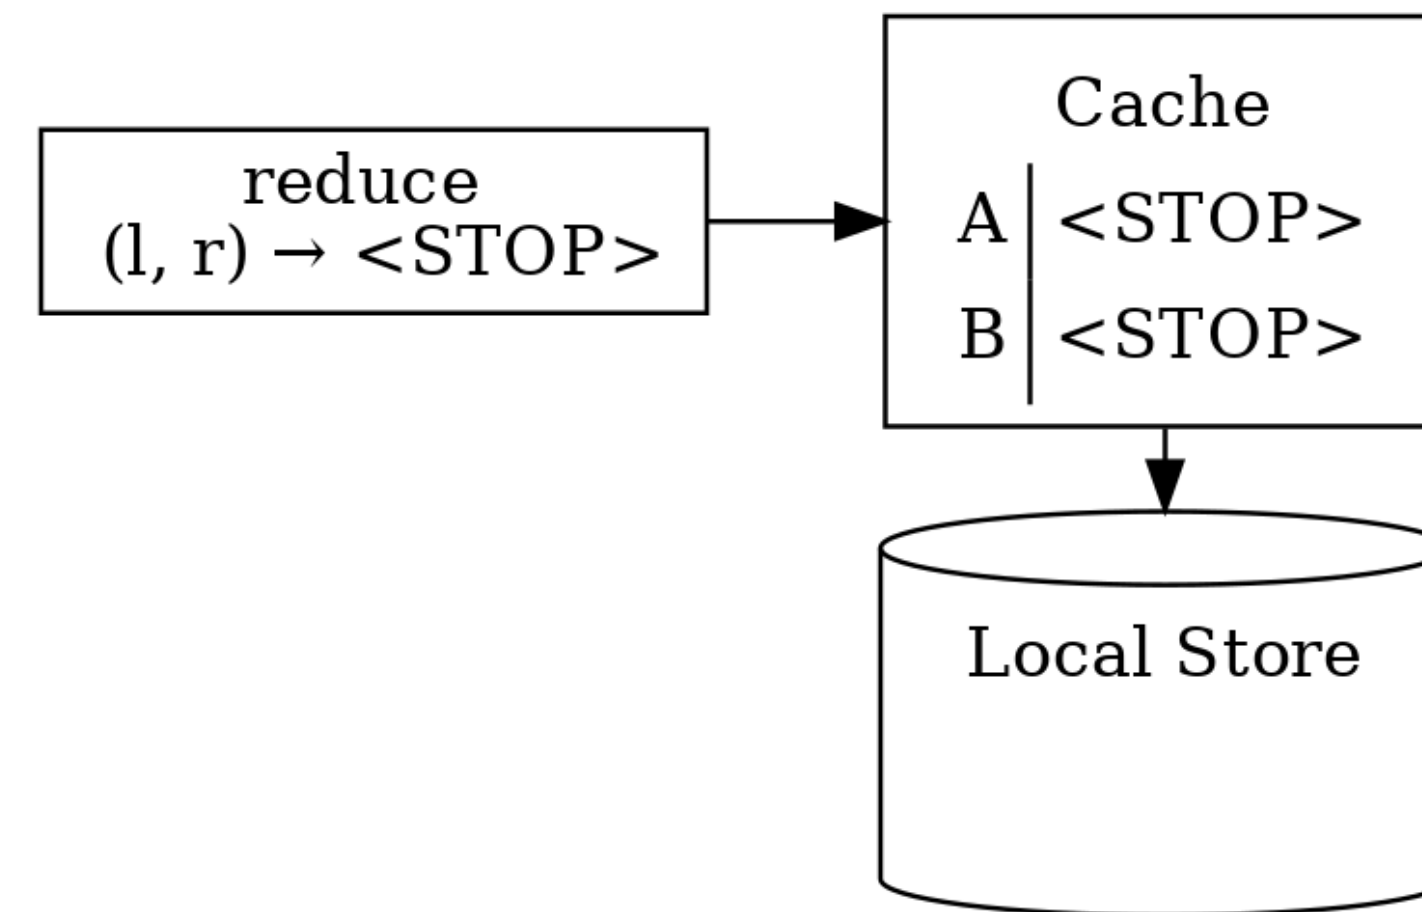 reduce
(l, r) → <STOP>
Cache
A <STOP>
B <STOP>
Local Store